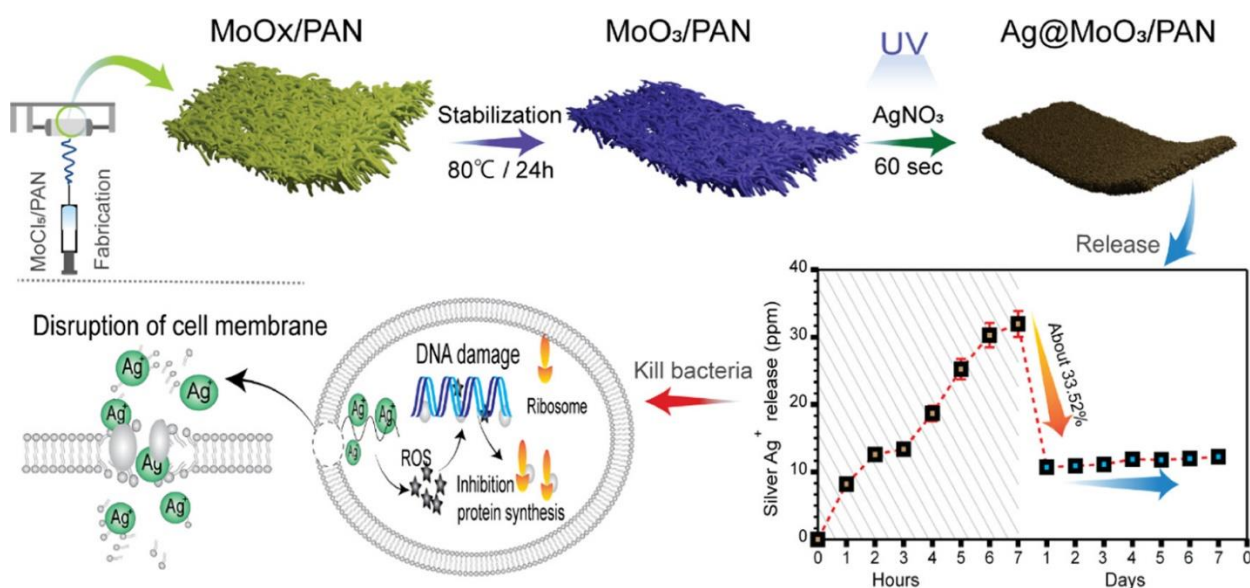 MoOx/PAN
MoO₃/PAN
Ag@MoO₃/PAN
UV
Stabilization
80℃ / 24h
AgNO₃
60 sec
MoCl₅/PAN
Fabrication
Release
Disruption of cell membrane
Ag⁺
Ag⁺
Ag⁺
Ag
Ag⁺
Ag⁺
DNA damage
Ribosome
Ag⁺
Ag⁺
Ag
ROS
Inhibition
protein synthesis
Kill bacteria
Silver Ag⁺ release (ppm)
40
30
20
10
0
About 33.52%
0 1 2 3 4 5 6 7 1 2 3 4 5 6 7 0
Hours Days